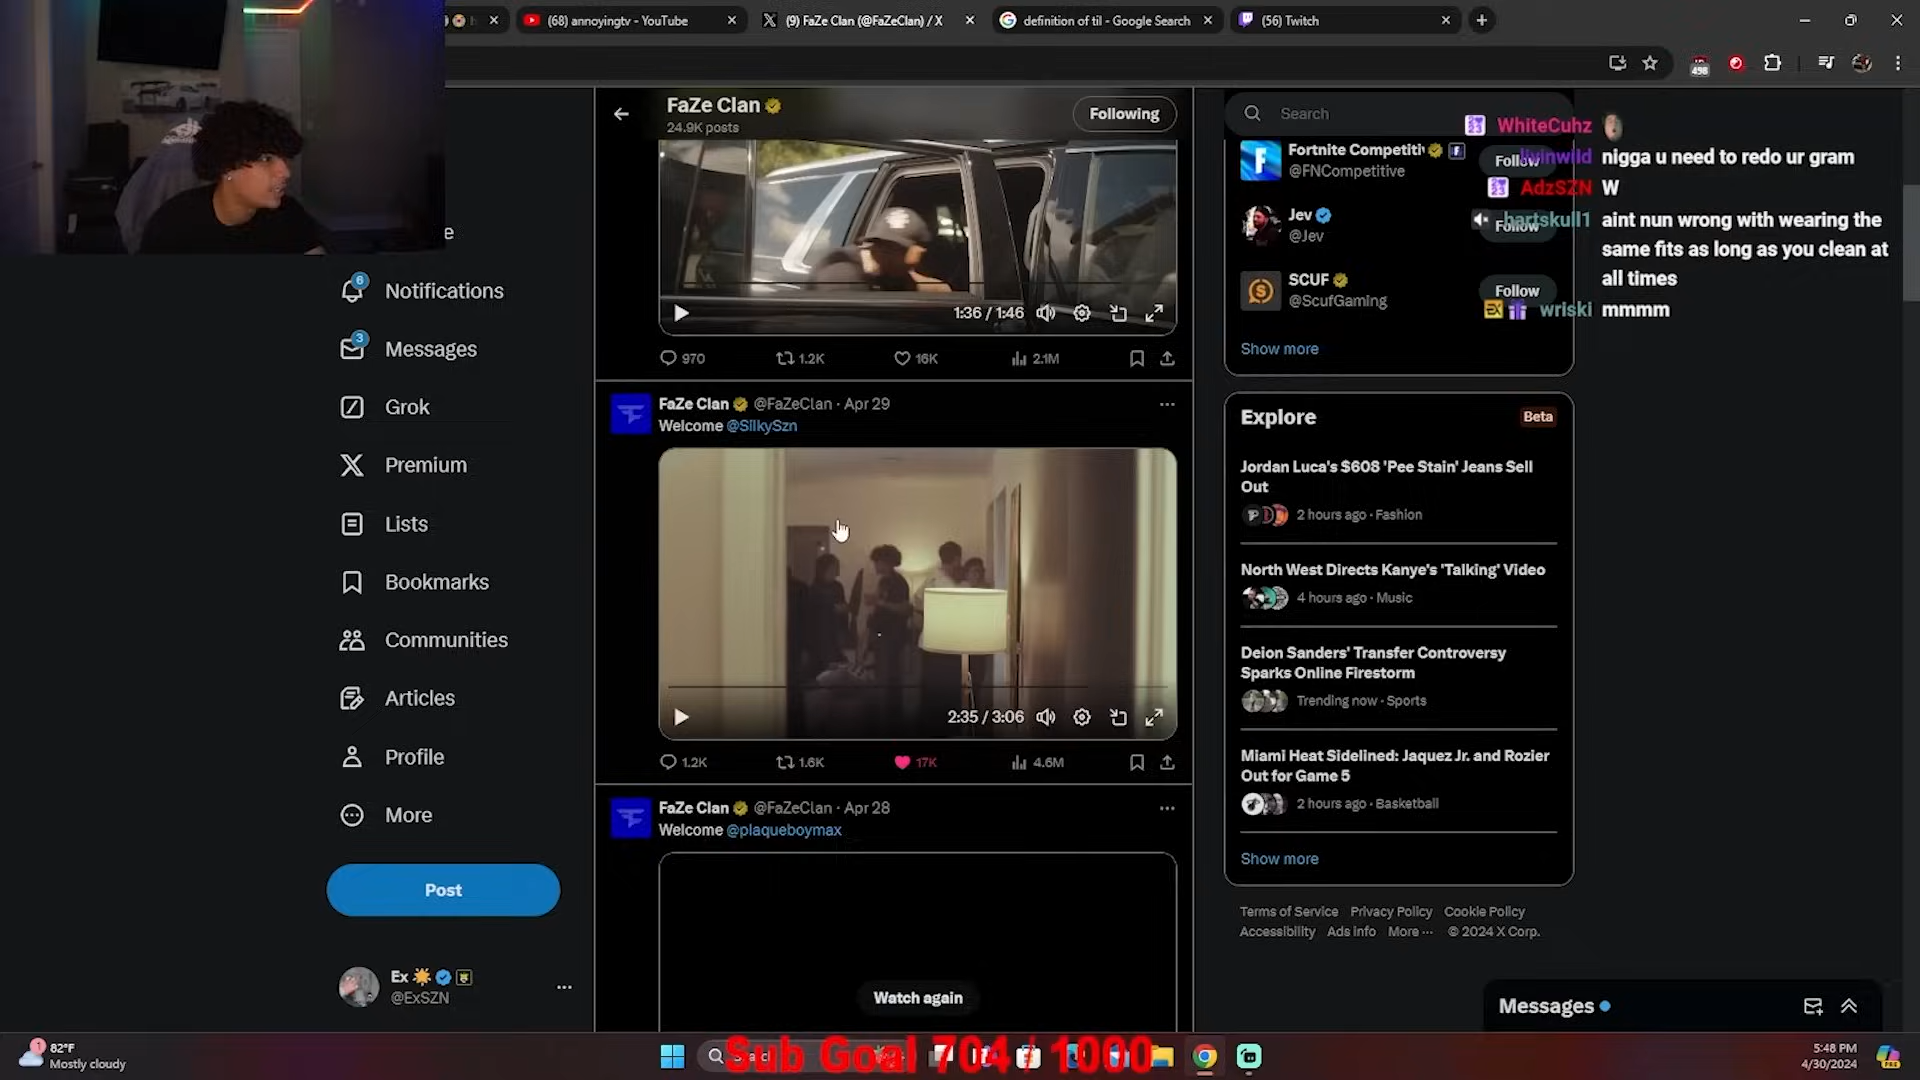 (68) annoyingtv - YouTube
(9) FaZe Clan (@FaZeClan) / X
definition of til - Google Search
(56) Twitch
498
FaZe Clan
24.9K posts
Following
1:36 / 1:46
970
1.2K
16K
2.1M
FaZe Clan @FaZeClan · Apr 29
Welcome @SilkySzn
2:35 / 3:06
1.2K
1.6K
17K
4.6M
FaZe Clan @FaZeClan · Apr 28
Welcome @plaqueboymax
Watch again
6
Notifications
3
Messages
Grok
Premium
Lists
Bookmarks
Communities
Articles
Profile
More
Post
Ex
@ExSZN
Search
Fortnite Competiti
@FNCompetitive
Follow
Jev
@Jev
Follow
SCUF
@ScufGaming
Follow
Show more
Explore
Beta
Jordan Luca's $608 'Pee Stain' Jeans Sell
Out
2 hours ago · Fashion
North West Directs Kanye's 'Talking' Video
4 hours ago · Music
Deion Sanders' Transfer Controversy
Sparks Online Firestorm
Trending now · Sports
Miami Heat Sidelined: Jaquez Jr. and Rozier
Out for Game 5
2 hours ago · Basketball
Show more
Terms of Service Privacy Policy Cookie Policy
Accessibility Ads info More ··· © 2024 X Corp.
Messages
WhiteCuhz
nigga u need to redo ur gram
AdzSZN W
bartskull1 aint nun wrong with wearing the
same fits as long as you clean at
all times
wriski mmmm
1
82°F
Mostly cloudy
Sub Goal 704 / 1000
5:48 PM
4/30/2024